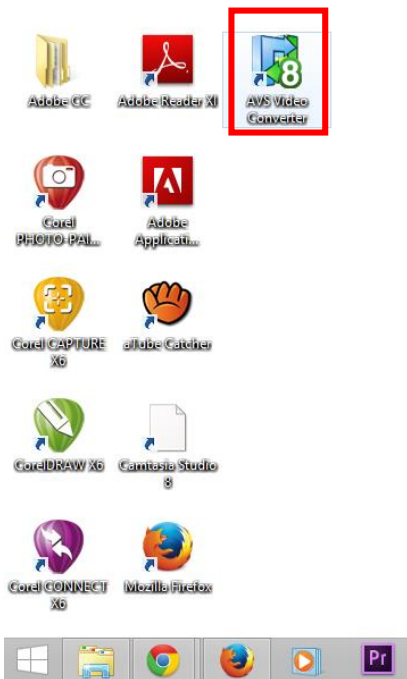 8
Adobe CC
Adobe Reader XI
AVS Video
Converter
Corel
PHOTO-PAI...
Adobe
Applicati...
Corel CAPTURE
X6
aTube Catcher
CorelDRAW X6
Camtasia Studio
8
Corel CONNECT
X6
Mozilla Firefox
Pr